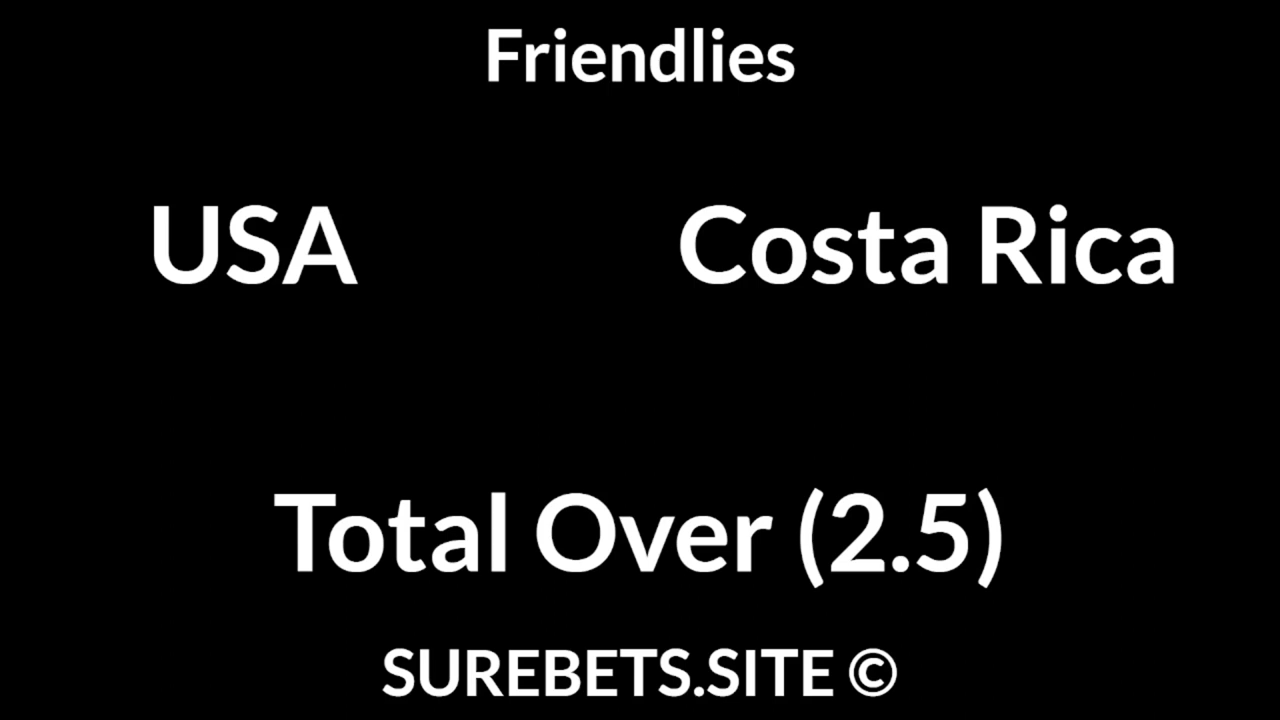 Friendlies
USA Costa Rica
Total Over (2.5)
SUREBETS.SITE ©